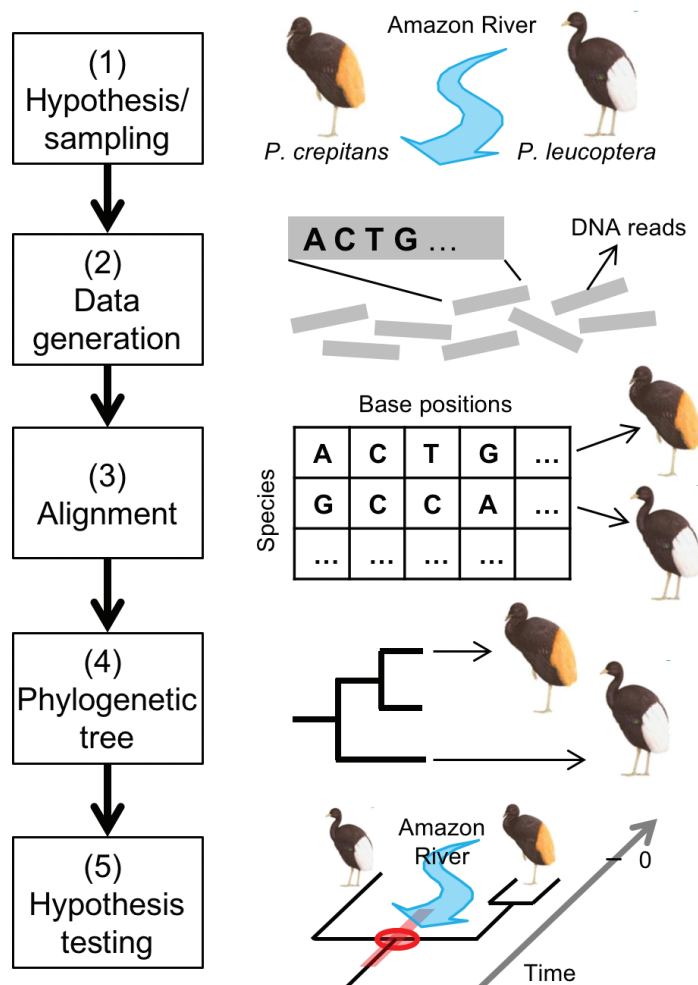 (1)
Hypothesis/
sampling
Amazon River
P. crepitans
P. leucoptera
(2)
Data
generation
A C T G ...
DNA reads
(3)
Alignment
Base positions
Species
A C T G ...
G C C A ...
... ... ... ...
(4)
Phylogenetic
tree
(5)
Hypothesis
testing
Amazon
River
0
Time